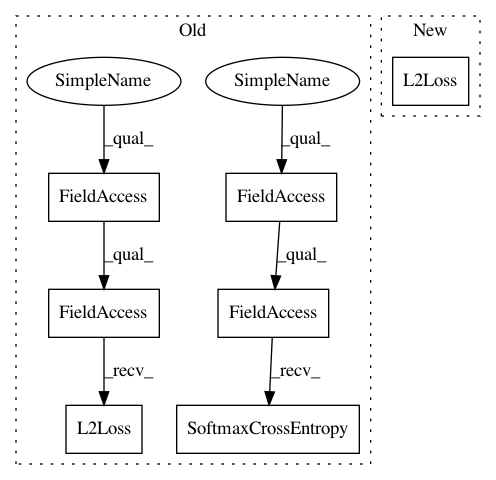 Old
New
SimpleName
SimpleName
L2Loss
_qual_
_qual_
FieldAccess
FieldAccess
_qual_
_qual_
FieldAccess
FieldAccess
_recv_
_recv_
L2Loss
SoftmaxCrossEntropy